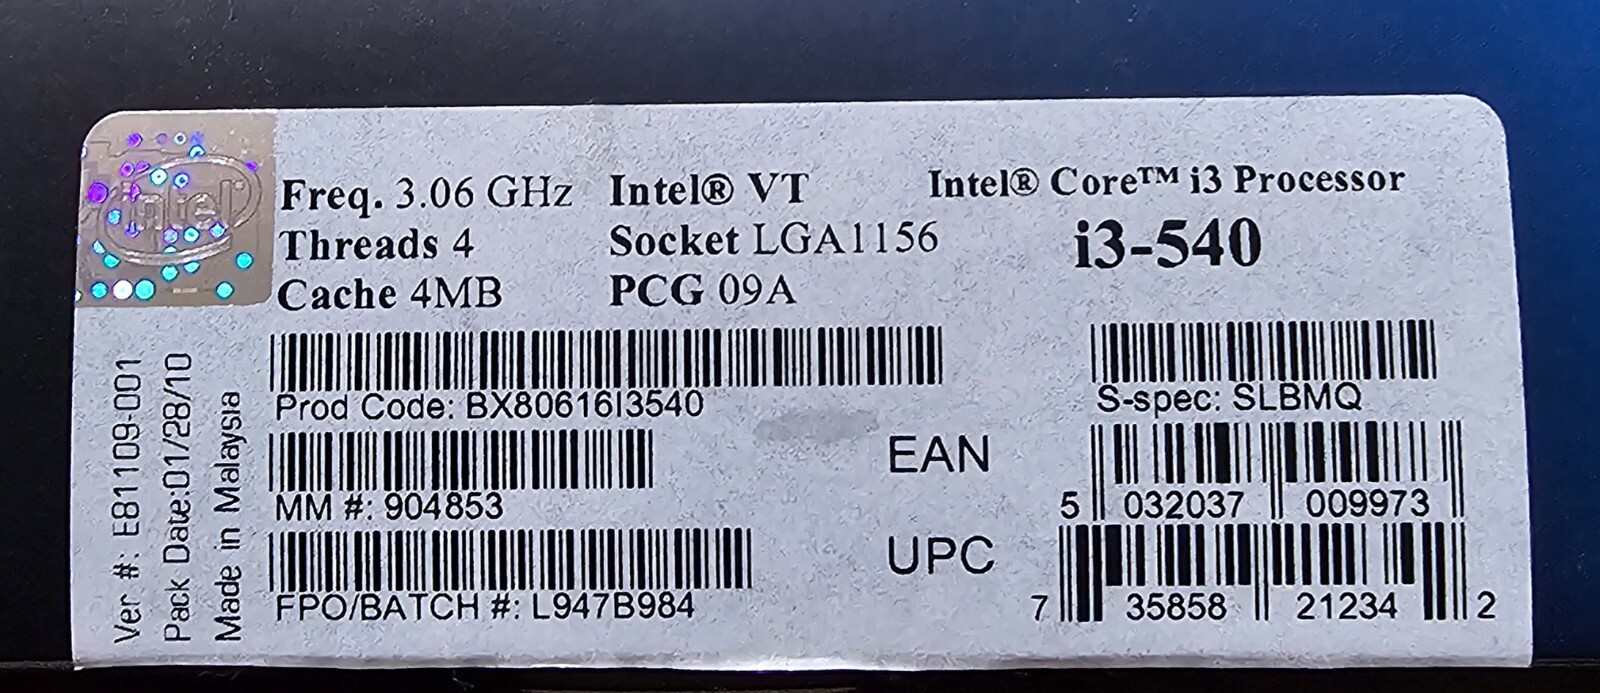 intel
Freq. 3.06 GHz Intel® VT Intel® Core™ i3 Processor
Threads 4 Socket LGA1156 i3-540
Cache 4MB PCG 09A
Prod Code: BX80616I3540
S-spec: SLBMQ
MM #: 904853
EAN
5 032037 009973
FPO/BATCH #: L947B984
UPC
7 35858 21234 2
Ver #: E81109-001
Pack Date:01/28/10
Made in Malaysia